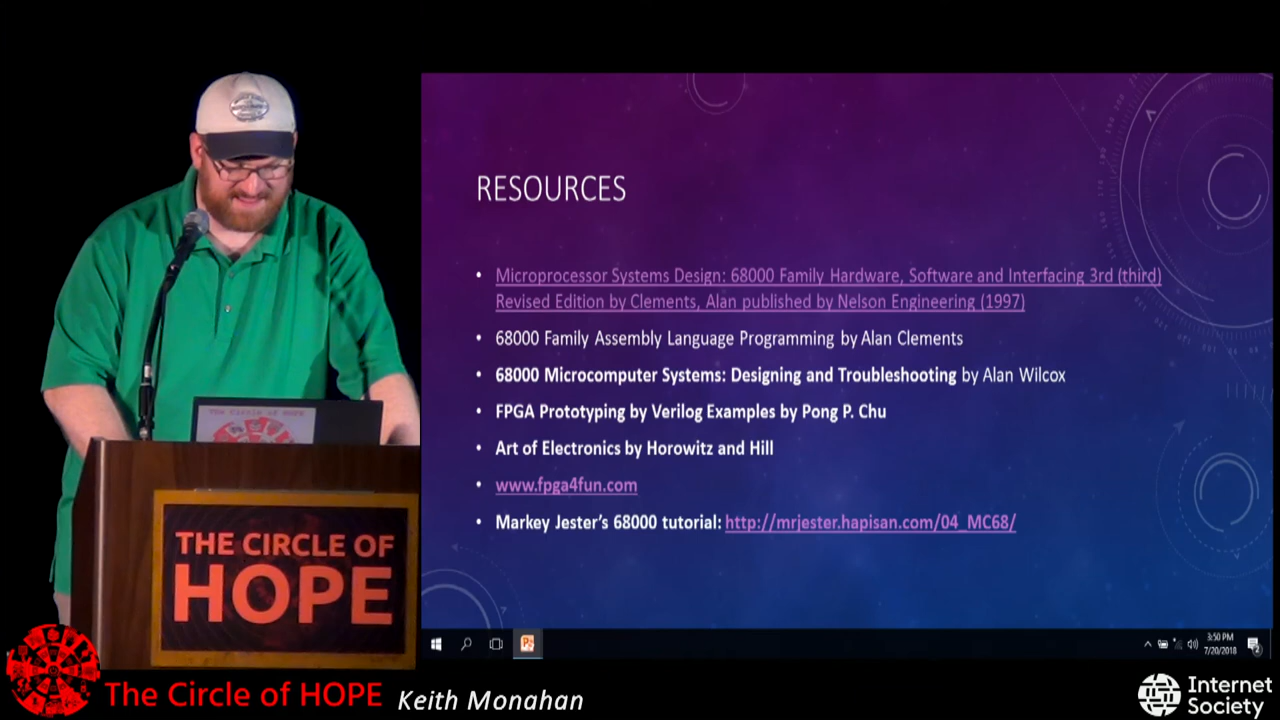 RESOURCES
• Microprocessor Systems Design: 68000 Family Hardware, Software and Interfacing 3rd (third)
Revised Edition by Clements, Alan published by Nelson Engineering (1997)
• 68000 Family Assembly Language Programming by Alan Clements
• 68000 Microcomputer Systems: Designing and Troubleshooting by Alan Wilcox
• FPGA Prototyping by Verilog Examples by Pong P. Chu
• Art of Electronics by Horowitz and Hill
• www.fpga4fun.com
• Markey Jester’s 68000 tutorial: http://mrjester.hapisan.com/04_MC68/
3:50 PM
7/20/2018
The Circle of HOPE
THE CIRCLE OF
HOPE
The Circle of HOPE
Keith Monahan
Internet
Society